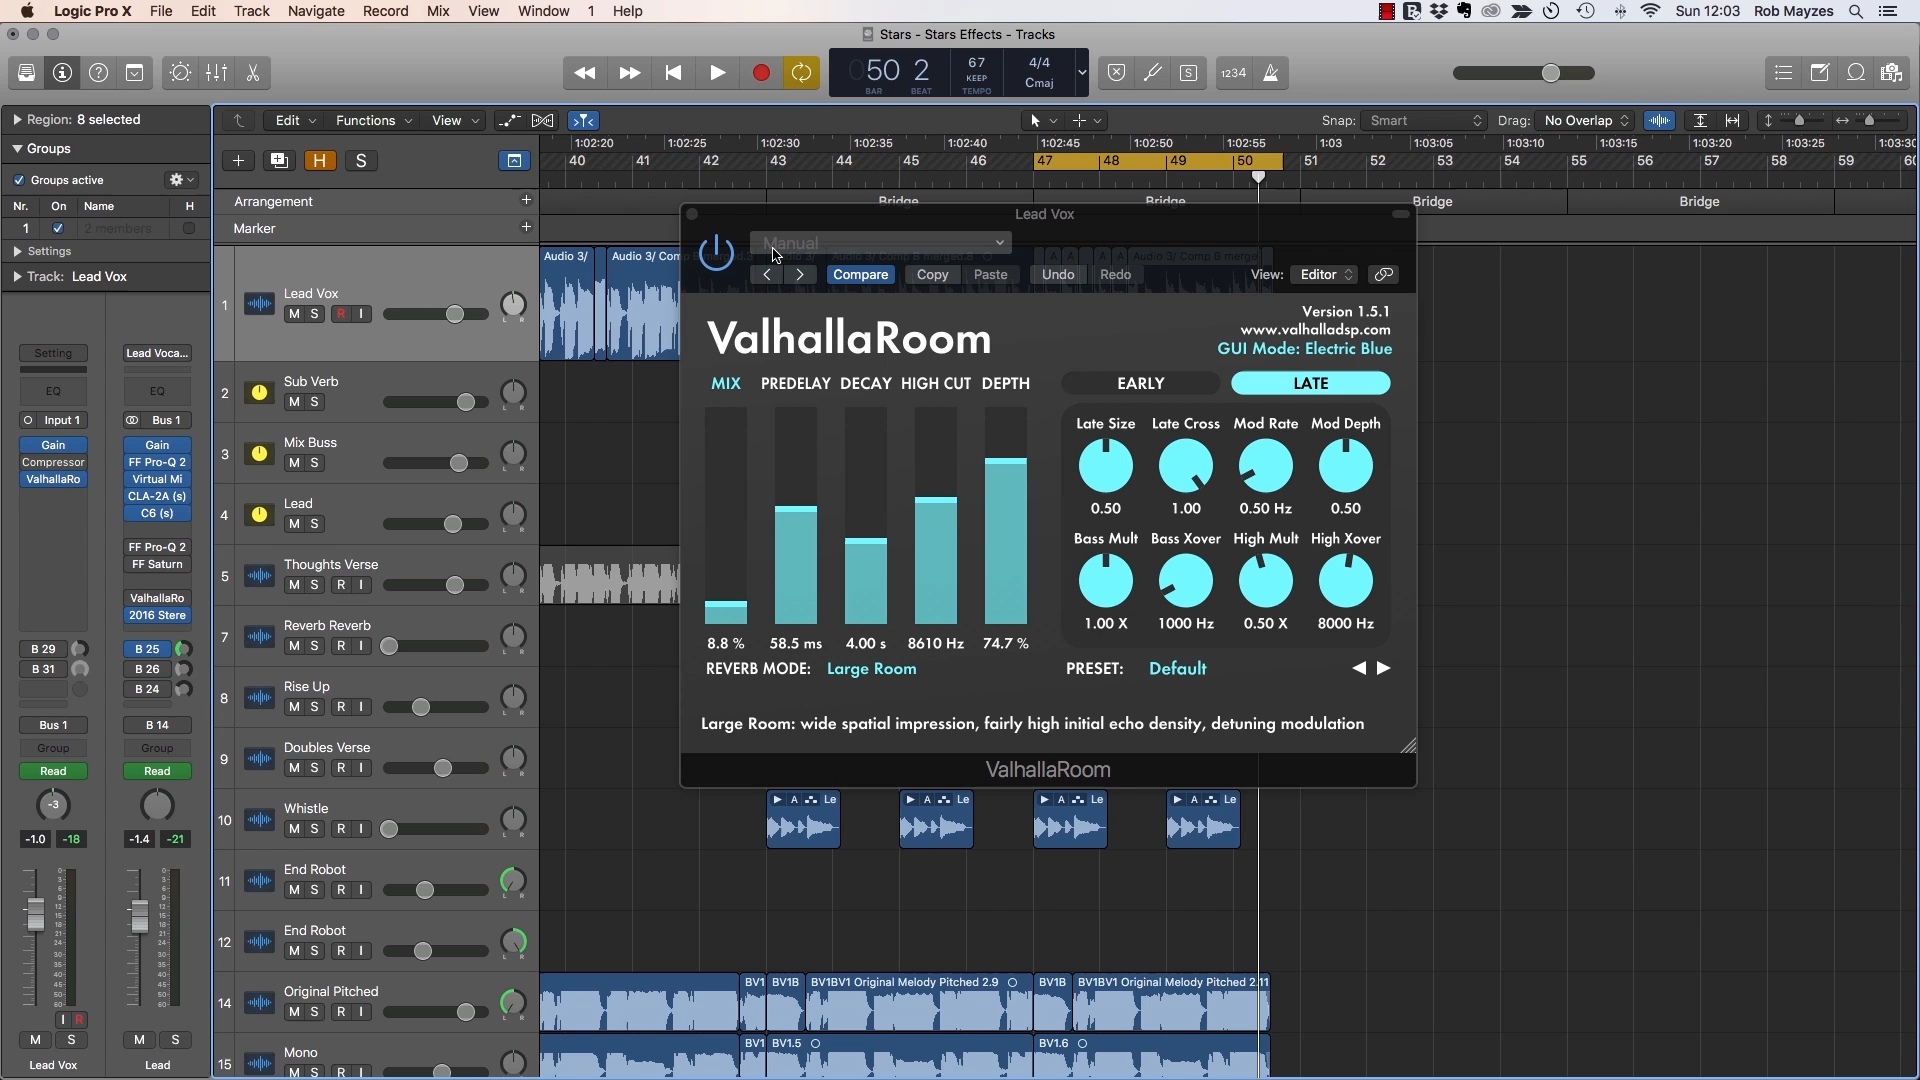 Logic Pro X File Edit Track Navigate Record Mix View Window 1 Help
Sun 12:03 Rob Mayzes
Stars - Stars Effects - Tracks
50 2 67 4/4
KEEP Cmaj
BAR BEAT TEMPO
1234
Region: 8 selected
Edit Functions View
Snap: Smart Drag: No Overlap
Groups
Groups active
Nr. On Name H
1 2 members
Settings
Track: Lead Vox
H S
1:02:20 1:02:25 1:02:30 1:02:35 1:02:40 1:02:45 1:02:50 1:02:55 1:03 1:03:05 1:03:10 1:03:15 1:03:20 1:03:25 1:03:30
40 41 42 43 44 45 46 47 48 49 50 51 52 53 54 55 56 57 58 59 60
Arrangement
Bridge Bridge Bridge Bridge
Marker
Setting Lead Voca...
EQ EQ
Input 1 Bus 1
Gain Gain
Compressor FF Pro-Q 2
ValhallaRo Virtual Mi
CLA-2A (s)
C6 (s)
FF Pro-Q 2
FF Saturn
ValhallaRo
2016 Stere
B 29 B 25
B 31 B 26
B 24
Bus 1 B 14
Group Group
Read Read
-3
-1.0 -18 -1.4 -21
I R
M S M S
Lead Vox Lead
1 Lead Vox
M S R I
2 Sub Verb
M S
3 Mix Buss
M S
4 Lead
M S
5 Thoughts Verse
M S R I
7 Reverb Reverb
M S R I
8 Rise Up
M S R I
9 Doubles Verse
M S R I
10 Whistle
M S R I
11 End Robot
M S R I
12 End Robot
M S R I
14 Original Pitched
M S R I
15 Mono
M S R I
Audio 3/ Audio 3/ Comp B merged.3
Lead Vox
Manual
Compare Copy Paste Undo Redo View: Editor
ValhallaRoom
Version 1.5.1
www.valhalladsp.com
GUI Mode: Electric Blue
MIX PREDELAY DECAY HIGH CUT DEPTH
EARLY LATE
Late Size Late Cross Mod Rate Mod Depth
0.50 1.00 0.50 Hz 0.50
Bass Mult Bass Xover High Mult High Xover
1.00 X 1000 Hz 0.50 X 8000 Hz
8.8 % 58.5 ms 4.00 s 8610 Hz 74.7 %
REVERB MODE: Large Room
PRESET: Default
Large Room: wide spatial impression, fairly high initial echo density, detuning modulation
ValhallaRoom
A Le A Le A Le A Le
BV1 BV1B BV1BV1 Original Melody Pitched 2.9 BV1B BV1BV1 Original Melody Pitched 2.11
BV1 BV1.5 BV1.6